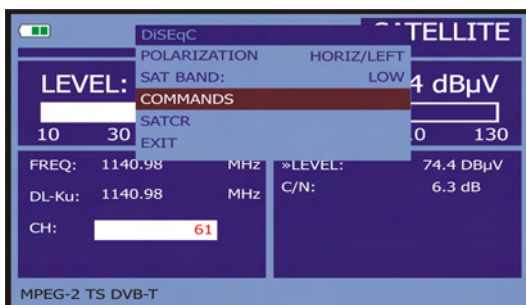 DiSEqC
TELLITE
POLARIZATION HORIZ/LEFT
SAT BAND: LOW
COMMANDS
SATCR
EXIT
LEVEL: 4 dBµV
10 30 0 130
FREQ: 1140.98 MHz
DL-Ku: 1140.98 MHz
CH: 61
»LEVEL: 74.4 DBµV
C/N: 6.3 dB
MPEG-2 TS DVB-T